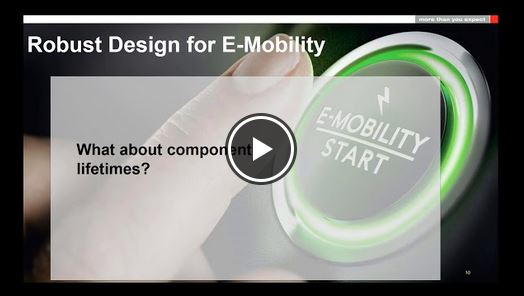 more than you expect
Robust Design for E-Mobility
E-MOBILITY
START
What about component
lifetimes?
10